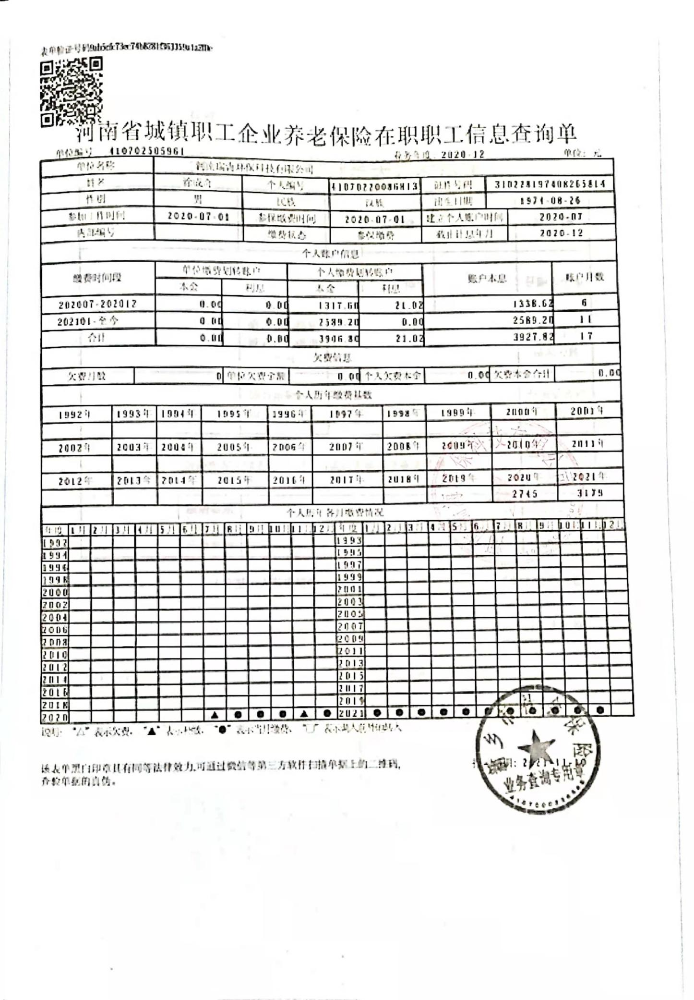 表单验证号码
河南省城镇职工企业养老保险在职职工信息查询单
单位编号 410702505961 业务年度: 2020-12 单位: 元
单位名称 河南瑞清环保科技有限公司
姓名 个人编号 41070220086813 证件号码
性别 男 民族 汉族 出生日期 1974-08-26
参加工作时间 2020-07-01 参保缴费时间 2020-07-01 建立个人账户时间 2020-07
内部编号 缴费状态 参保缴费 截止计息年月 2020-12
个人账户信息
缴费时间段 单位缴费划转账户 个人缴费划转账户 账户本息 账户月数
本金 利息 本金 利息
202007-202012 0.00 0.00 1317.60 21.02 1338.62 6
202101-至今 0.00 0.00 2589.20 0.00 2589.20 11
合计 0.00 0.00 3906.80 21.02 3927.82 17
欠费信息
欠费月数 0 单位欠费金额 0.00 个人欠费本金 0.00 欠费本金合计 0.00
个人历年缴费基数
1992年 1993年 1994年 1995年 1996年 1997年 1998年 1999年 2000年 2001年
2002年 2003年 2004年 2005年 2006年 2007年 2008年 2009年 2010年 2011年
2012年 2013年 2014年 2015年 2016年 2017年 2018年 2019年 2020年 2021年
2745 3179
个人历年各月缴费情况
年度 1月 2月 3月 4月 5月 6月 7月 8月 9月 10月 11月 12月 年度 1月 2月 3月 4月 5月 6月 7月 8月 9月 10月 11月 12月
1992 1993
1994 1995
1996 1997
1998 1999
2000 2001
2002 2003
2004 2005
2006 2007
2008 2009
2010 2011
2012 2013
2014 2015
2016 2017
2018 2019
2020 ▲ ● ● ● ▲ ● 2021 ● ● ● ● ● ● ● ● ● ● ●
说明: "△" 表示欠费, "▲" 表示补缴, "●" 表示当月缴费, "□" 表示调入前外地转入
该表单黑白印章具有同等法律效力,可通过微信等第三方软件扫描单据上的二维码,
查验单据的真伪。
2021-11-10
业务查询专用章